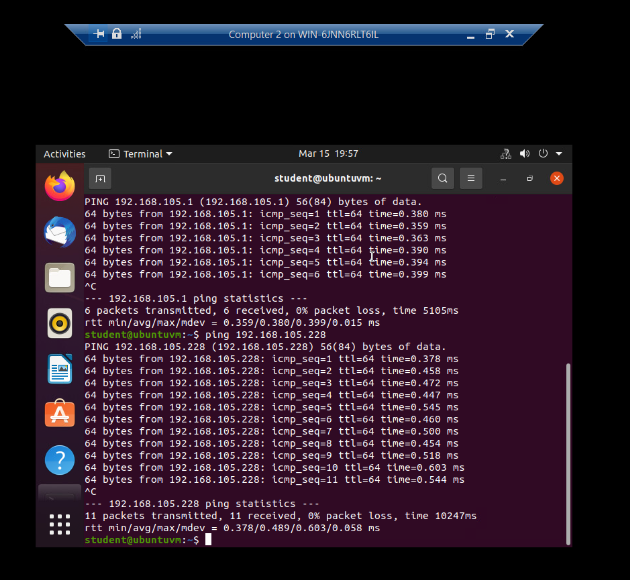 Computer 2 on WIN-6JNN6RLT6IL
Activities Terminal Mar 15 19:57
student@ubuntuvm: ~
PING 192.168.105.1 (192.168.105.1) 56(84) bytes of data.
64 bytes from 192.168.105.1: icmp_seq=1 ttl=64 time=0.380 ms
64 bytes from 192.168.105.1: icmp_seq=2 ttl=64 time=0.359 ms
64 bytes from 192.168.105.1: icmp_seq=3 ttl=64 time=0.363 ms
64 bytes from 192.168.105.1: icmp_seq=4 ttl=64 time=0.390 ms
64 bytes from 192.168.105.1: icmp_seq=5 ttl=64 time=0.394 ms
64 bytes from 192.168.105.1: icmp_seq=6 ttl=64 time=0.399 ms
^C
--- 192.168.105.1 ping statistics ---
6 packets transmitted, 6 received, 0% packet loss, time 5105ms
rtt min/avg/max/mdev = 0.359/0.380/0.399/0.015 ms
student@ubuntuvm:~$ ping 192.168.105.228
PING 192.168.105.228 (192.168.105.228) 56(84) bytes of data.
64 bytes from 192.168.105.228: icmp_seq=1 ttl=64 time=0.378 ms
64 bytes from 192.168.105.228: icmp_seq=2 ttl=64 time=0.458 ms
64 bytes from 192.168.105.228: icmp_seq=3 ttl=64 time=0.472 ms
64 bytes from 192.168.105.228: icmp_seq=4 ttl=64 time=0.447 ms
64 bytes from 192.168.105.228: icmp_seq=5 ttl=64 time=0.545 ms
64 bytes from 192.168.105.228: icmp_seq=6 ttl=64 time=0.460 ms
64 bytes from 192.168.105.228: icmp_seq=7 ttl=64 time=0.500 ms
64 bytes from 192.168.105.228: icmp_seq=8 ttl=64 time=0.454 ms
64 bytes from 192.168.105.228: icmp_seq=9 ttl=64 time=0.518 ms
64 bytes from 192.168.105.228: icmp_seq=10 ttl=64 time=0.603 ms
64 bytes from 192.168.105.228: icmp_seq=11 ttl=64 time=0.544 ms
^C
--- 192.168.105.228 ping statistics ---
11 packets transmitted, 11 received, 0% packet loss, time 10247ms
rtt min/avg/max/mdev = 0.378/0.489/0.603/0.058 ms
student@ubuntuvm:~$